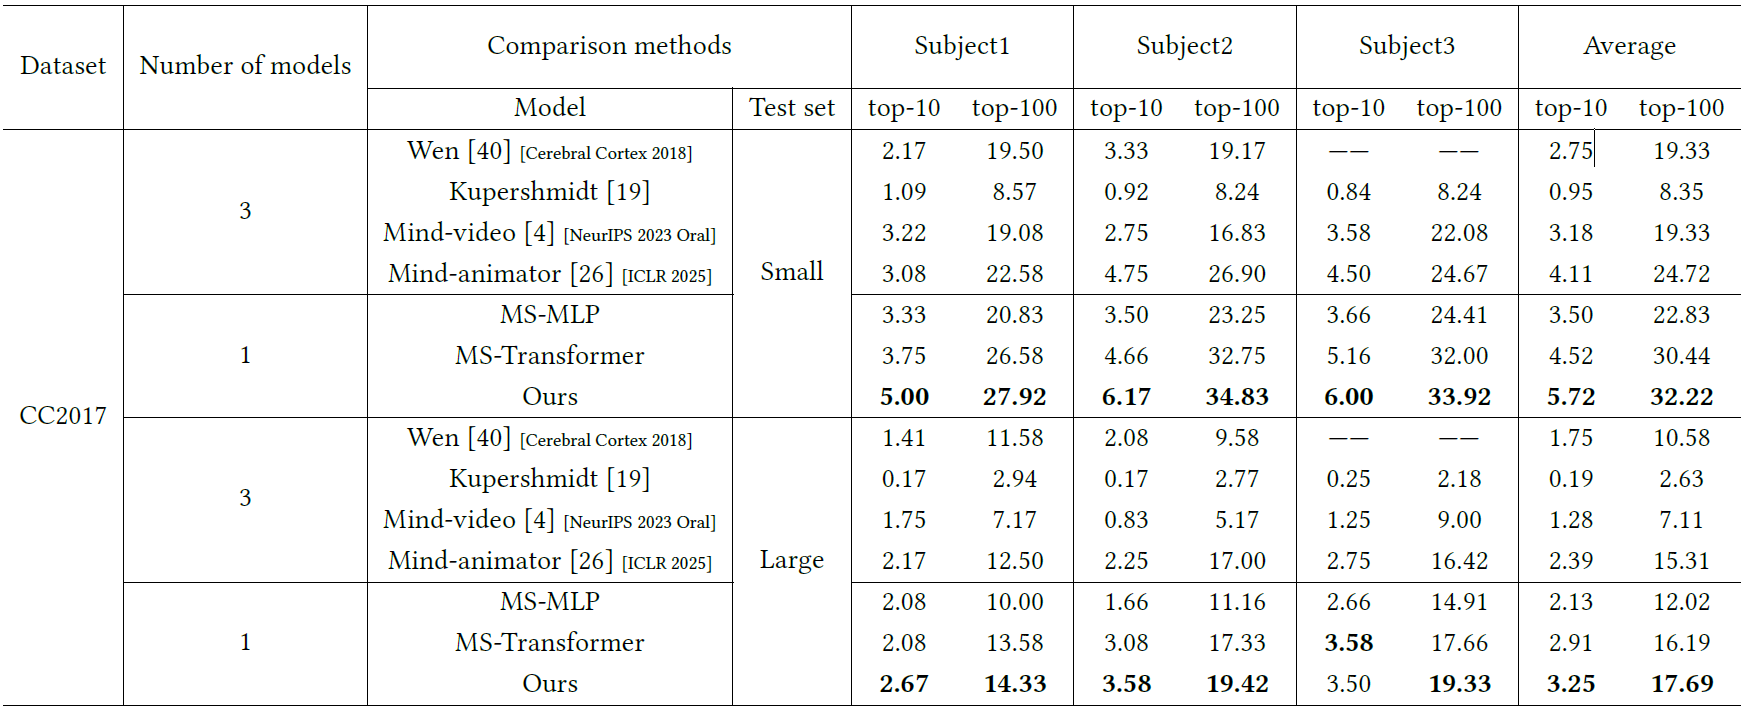 Dataset Number of models Comparison methods Subject1 Subject2 Subject3 Average
Model Test set top-10 top-100 top-10 top-100 top-10 top-100 top-10 top-100
CC2017
3
Small
Wen [40] [Cerebral Cortex 2018] 2.17 19.50 3.33 19.17 —— —— 2.75 19.33
Kupershmidt [19] 1.09 8.57 0.92 8.24 0.84 8.24 0.95 8.35
Mind-video [4] [NeurIPS 2023 Oral] 3.22 19.08 2.75 16.83 3.58 22.08 3.18 19.33
Mind-animator [26] [ICLR 2025] 3.08 22.58 4.75 26.90 4.50 24.67 4.11 24.72
1
MS-MLP 3.33 20.83 3.50 23.25 3.66 24.41 3.50 22.83
MS-Transformer 3.75 26.58 4.66 32.75 5.16 32.00 4.52 30.44
Ours 5.00 27.92 6.17 34.83 6.00 33.92 5.72 32.22
3
Large
Wen [40] [Cerebral Cortex 2018] 1.41 11.58 2.08 9.58 —— —— 1.75 10.58
Kupershmidt [19] 0.17 2.94 0.17 2.77 0.25 2.18 0.19 2.63
Mind-video [4] [NeurIPS 2023 Oral] 1.75 7.17 0.83 5.17 1.25 9.00 1.28 7.11
Mind-animator [26] [ICLR 2025] 2.17 12.50 2.25 17.00 2.75 16.42 2.39 15.31
1
MS-MLP 2.08 10.00 1.66 11.16 2.66 14.91 2.13 12.02
MS-Transformer 2.08 13.58 3.08 17.33 3.58 17.66 2.91 16.19
Ours 2.67 14.33 3.58 19.42 3.50 19.33 3.25 17.69